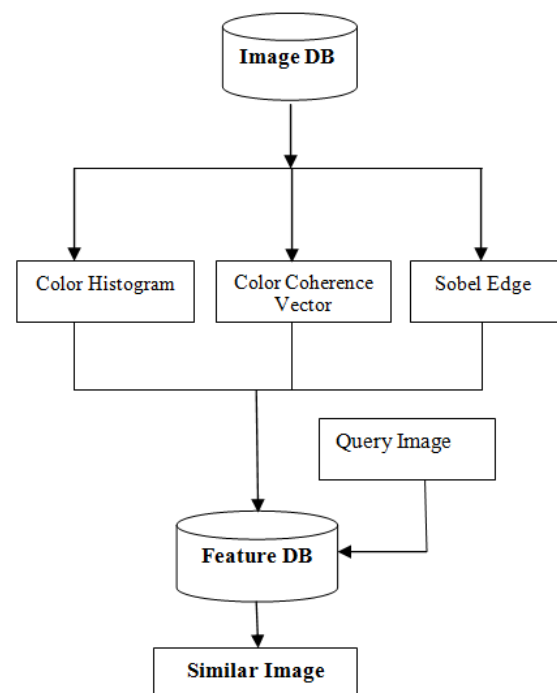 Image DB
Color Histogram
Color Coherence
Vector
Sobel Edge
Query Image
Feature DB
Similar Image